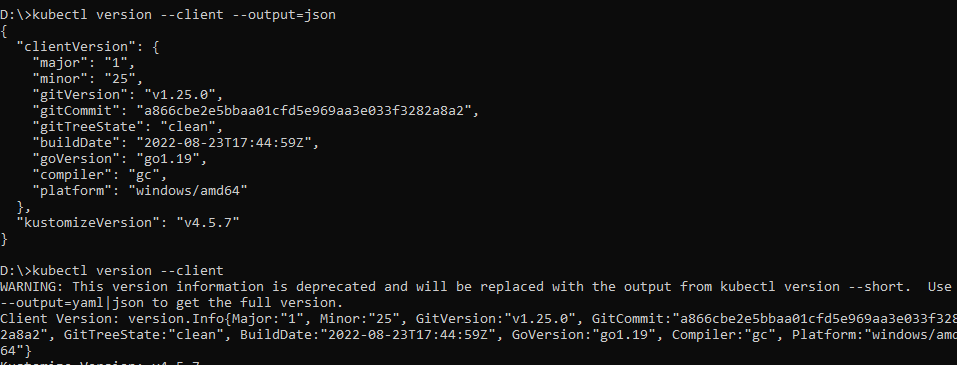 D:\>kubectl version --client --output=json
{
  "clientVersion": {
    "major": "1",
    "minor": "25",
    "gitVersion": "v1.25.0",
    "gitCommit": "a866cbe2e5bbaa01cfd5e969aa3e033f3282a8a2",
    "gitTreeState": "clean",
    "buildDate": "2022-08-23T17:44:59Z",
    "goVersion": "go1.19",
    "compiler": "gc",
    "platform": "windows/amd64"
  },
  "kustomizeVersion": "v4.5.7"
}
D:\>kubectl version --client
WARNING: This version information is deprecated and will be replaced with the output from kubectl version --short.  Use
--output=yaml|json to get the full version.
Client Version: version.Info{Major:"1", Minor:"25", GitVersion:"v1.25.0", GitCommit:"a866cbe2e5bbaa01cfd5e969aa3e033f328
2a8a2", GitTreeState:"clean", BuildDate:"2022-08-23T17:44:59Z", GoVersion:"go1.19", Compiler:"gc", Platform:"windows/amd
64"}
Kustomize Version: v4.5.7